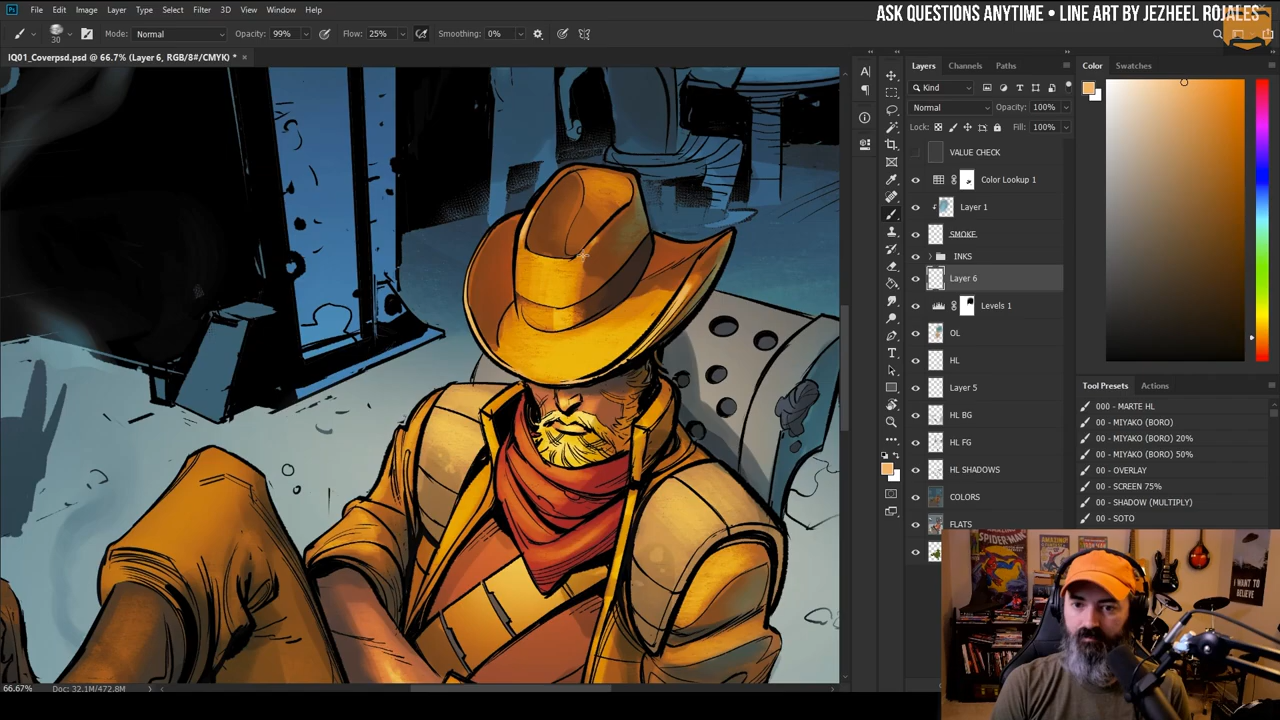 ASK QUESTIONS ANYTIME • LINE ART BY JEZHEEL ROJALES
Ps File Edit Image Layer Type Select Filter 3D View Window Help
30 Mode: Normal Opacity: 99% Flow: 25% Smoothing: 0%
IQ01_Coverpsd.psd @ 66.7% (Layer 6, RGB/8#/CMYK) * ×
Layers Channels Paths
Kind
Normal Opacity: 100%
Lock: Fill: 100%
VALUE CHECK
Color Lookup 1
Layer 1
SMOKE
INKS
Layer 6
Levels 1
OL
HL
Layer 5
HL BG
HL FG
HL SHADOWS
COLORS
FLATS
Color Swatches
Tool Presets Actions
000 - MARTE HL
00 - MIYAKO (BORO)
00 - MIYAKO (BORO) 20%
00 - MIYAKO (BORO) 50%
00 - OVERLAY
00 - SCREEN 75%
00 - SHADOW (MULTIPLY)
00 - SOTO
SPIDER-MAN
I WANT TO
BELIEVE
66.67% Doc: 32.1M/472.8M